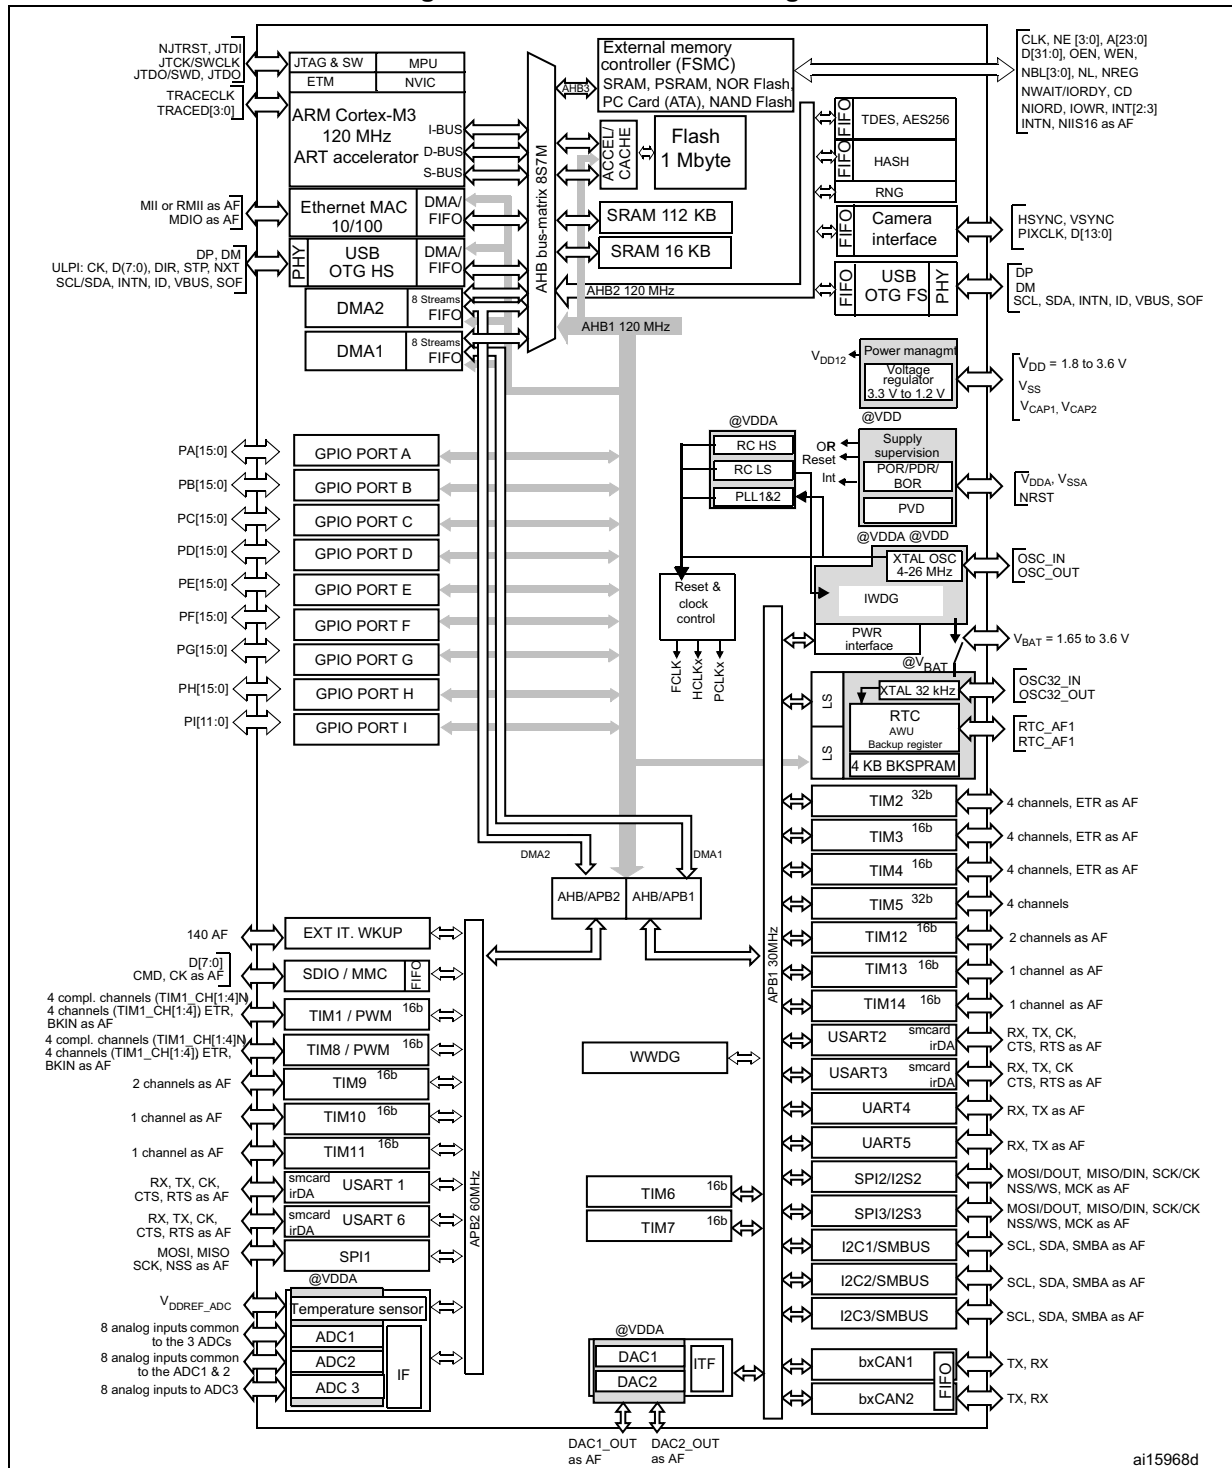 NJTRST, JTDI
JTCK/SWCLK
JTDO/SWD, JTDO
TRACECLK
TRACED[3:0]
JTAG & SW
MPU
ETM
NVIC
ARM Cortex-M3
120 MHz
ART accelerator
I-BUS
D-BUS
S-BUS
MII or RMII as AF
MDIO as AF
Ethernet MAC
10/100
DMA/
FIFO
DP, DM
ULPI: CK, D(7:0), DIR, STP, NXT
SCL/SDA, INTN, ID, VBUS, SOF
PHY
USB
OTG HS
DMA/
FIFO
DMA2
8 Streams
FIFO
DMA1
8 Streams
FIFO
AHB bus-matrix 8S7M
External memory
controller (FSMC)
SRAM, PSRAM, NOR Flash,
PC Card (ATA), NAND Flash
AHB3
CLK, NE [3:0], A[23:0]
D[31:0], OEN, WEN,
NBL[3:0], NL, NREG
NWAIT/IORDY, CD
NIORD, IOWR, INT[2:3]
INTN, NIIS16 as AF
ACCEL/
CACHE
Flash
1 Mbyte
SRAM 112 KB
SRAM 16 KB
AHB2 120 MHz
AHB1 120 MHz
FIFO
TDES, AES256
FIFO
HASH
RNG
FIFO
Camera
interface
HSYNC, VSYNC
PIXCLK, D[13:0]
FIFO
USB
OTG FS
PHY
DP
DM
SCL, SDA, INTN, ID, VBUS, SOF
VDD12
Power managmt
Voltage
regulator
3.3 V to 1.2 V
VDD = 1.8 to 3.6 V
VSS
VCAP1, VCAP2
@VDD
@VDDA
RC HS
RC LS
PLL1&2
OR
Reset
Int
Supply
supervision
POR/PDR/
BOR
PVD
VDDA, VSSA
NRST
@VDDA @VDD
XTAL OSC
4-26 MHz
OSC_IN
OSC_OUT
IWDG
Reset &
clock
control
FCLK
HCLKx
PCLKx
PWR
interface
VBAT = 1.65 to 3.6 V
@VBAT
LS
LS
XTAL 32 kHz
OSC32_IN
OSC32_OUT
RTC
AWU
Backup register
4 KB BKSPRAM
RTC_AF1
RTC_AF1
PA[15:0]
GPIO PORT A
PB[15:0]
GPIO PORT B
PC[15:0]
GPIO PORT C
PD[15:0]
GPIO PORT D
PE[15:0]
GPIO PORT E
PF[15:0]
GPIO PORT F
PG[15:0]
GPIO PORT G
PH[15:0]
GPIO PORT H
PI[11:0]
GPIO PORT I
DMA2
DMA1
AHB/APB2
AHB/APB1
APB1 30MHz
APB2 60MHz
TIM2 32b
4 channels, ETR as AF
TIM3 16b
4 channels, ETR as AF
TIM4 16b
4 channels, ETR as AF
TIM5 32b
4 channels
TIM12 16b
2 channels as AF
TIM13 16b
1 channel as AF
TIM14 16b
1 channel as AF
USART2
smcard
irDA
RX, TX, CK,
CTS, RTS as AF
USART3
smcard
irDA
RX, TX, CK
CTS, RTS as AF
UART4
RX, TX as AF
UART5
RX, TX as AF
SPI2/I2S2
MOSI/DOUT, MISO/DIN, SCK/CK
NSS/WS, MCK as AF
SPI3/I2S3
MOSI/DOUT, MISO/DIN, SCK/CK
NSS/WS, MCK as AF
I2C1/SMBUS
SCL, SDA, SMBA as AF
I2C2/SMBUS
SCL, SDA, SMBA as AF
I2C3/SMBUS
SCL, SDA, SMBA as AF
bxCAN1
TX, RX
FIFO
bxCAN2
TX, RX
140 AF
EXT IT. WKUP
D[7:0]
CMD, CK as AF
SDIO / MMC
FIFO
4 compl. channels (TIM1_CH[1:4]N)
4 channels (TIM1_CH[1:4]) ETR,
BKIN as AF
TIM1 / PWM 16b
4 compl. channels (TIM1_CH[1:4]N
4 channels (TIM1_CH[1:4]) ETR,
BKIN as AF
TIM8 / PWM 16b
2 channels as AF
TIM9 16b
1 channel as AF
TIM10 16b
1 channel as AF
TIM11 16b
RX, TX, CK,
CTS, RTS as AF
smcard
irDA
USART 1
RX, TX, CK,
CTS, RTS as AF
smcard
irDA
USART 6
MOSI, MISO
SCK, NSS as AF
SPI1
@VDDA
VDDREF_ADC
Temperature sensor
8 analog inputs common
to the 3 ADCs
ADC1
8 analog inputs common
to the ADC1 & 2
ADC2
8 analog inputs to ADC3
ADC 3
IF
WWDG
TIM6 16b
TIM7 16b
@VDDA
DAC1
DAC2
ITF
DAC1_OUT
as AF
DAC2_OUT
as AF
ai15968d